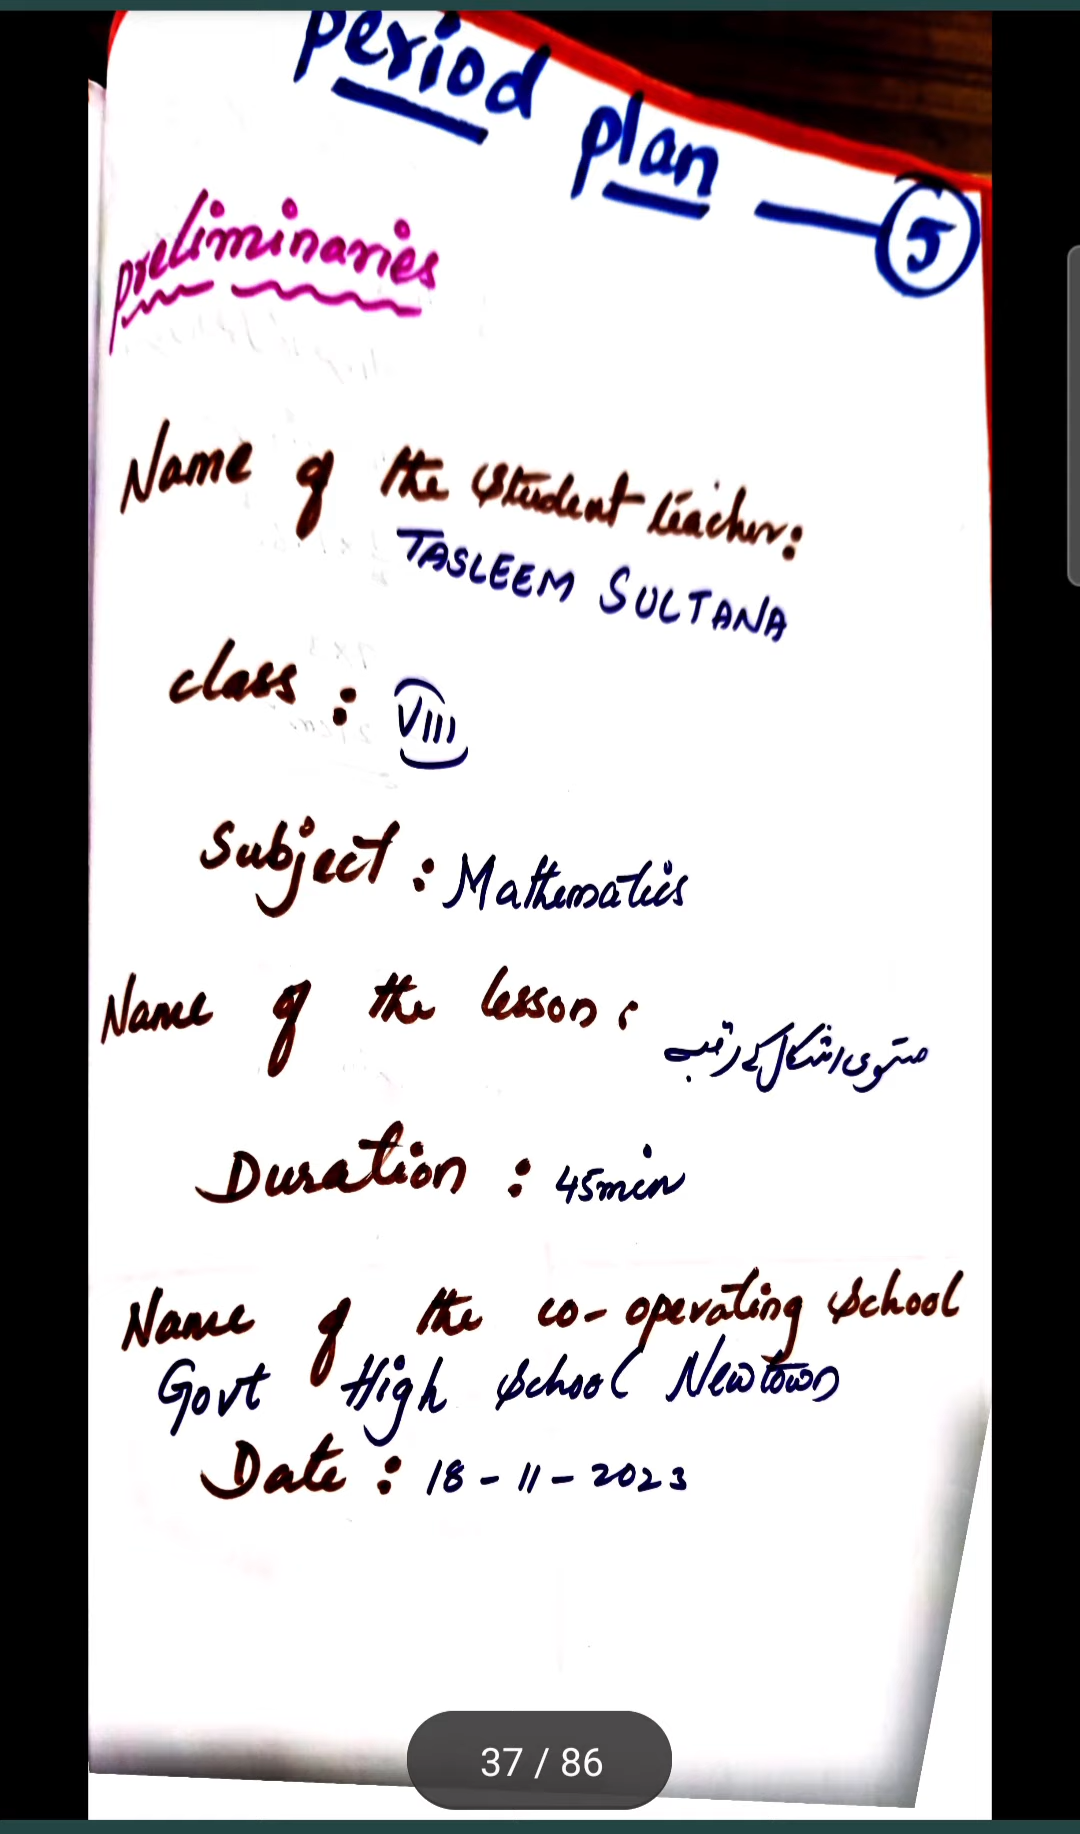 period plan — 5
preliminaries
Name of the Student teacher:
TASLEEM SULTANA
class : VIII
Subject : Mathematics
Name of the lesson : مستوی اشکال کے رقبے
Duration : 45min
Name of the co-operating School
Govt High School Newtown
Date : 18-11-2023
37 / 86